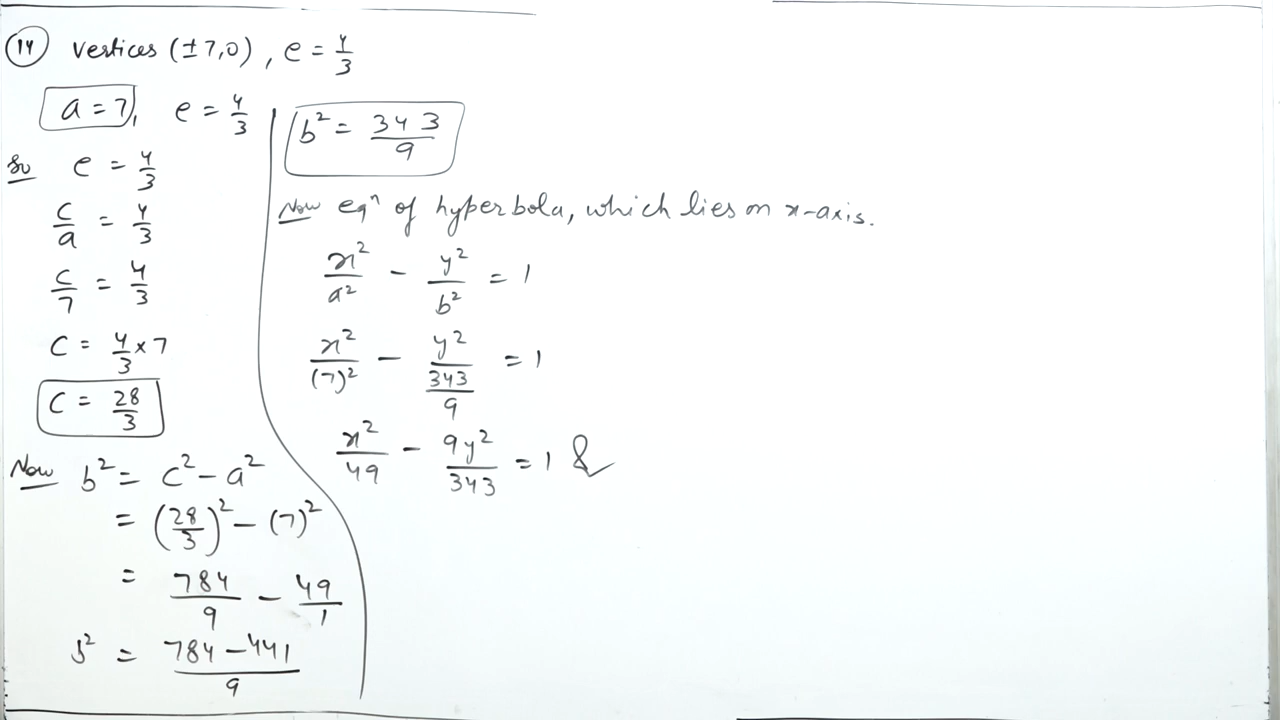 14 Vertices (±7,0), e = 4/3
a = 7, e = 4/3
So e = 4/3
c/a = 4/3
c/7 = 4/3
C = 4/3 × 7
C = 28/3
Now b² = c² - a²
= (28/3)² - (7)²
= 784/9 - 49/1
b² = (784 - 441)/9
b² = 343/9
Now eqⁿ of hyperbola, which lies on x-axis.
x²/a² - y²/b² = 1
x²/(7)² - y²/(343/9) = 1
x²/49 - 9y²/343 = 1